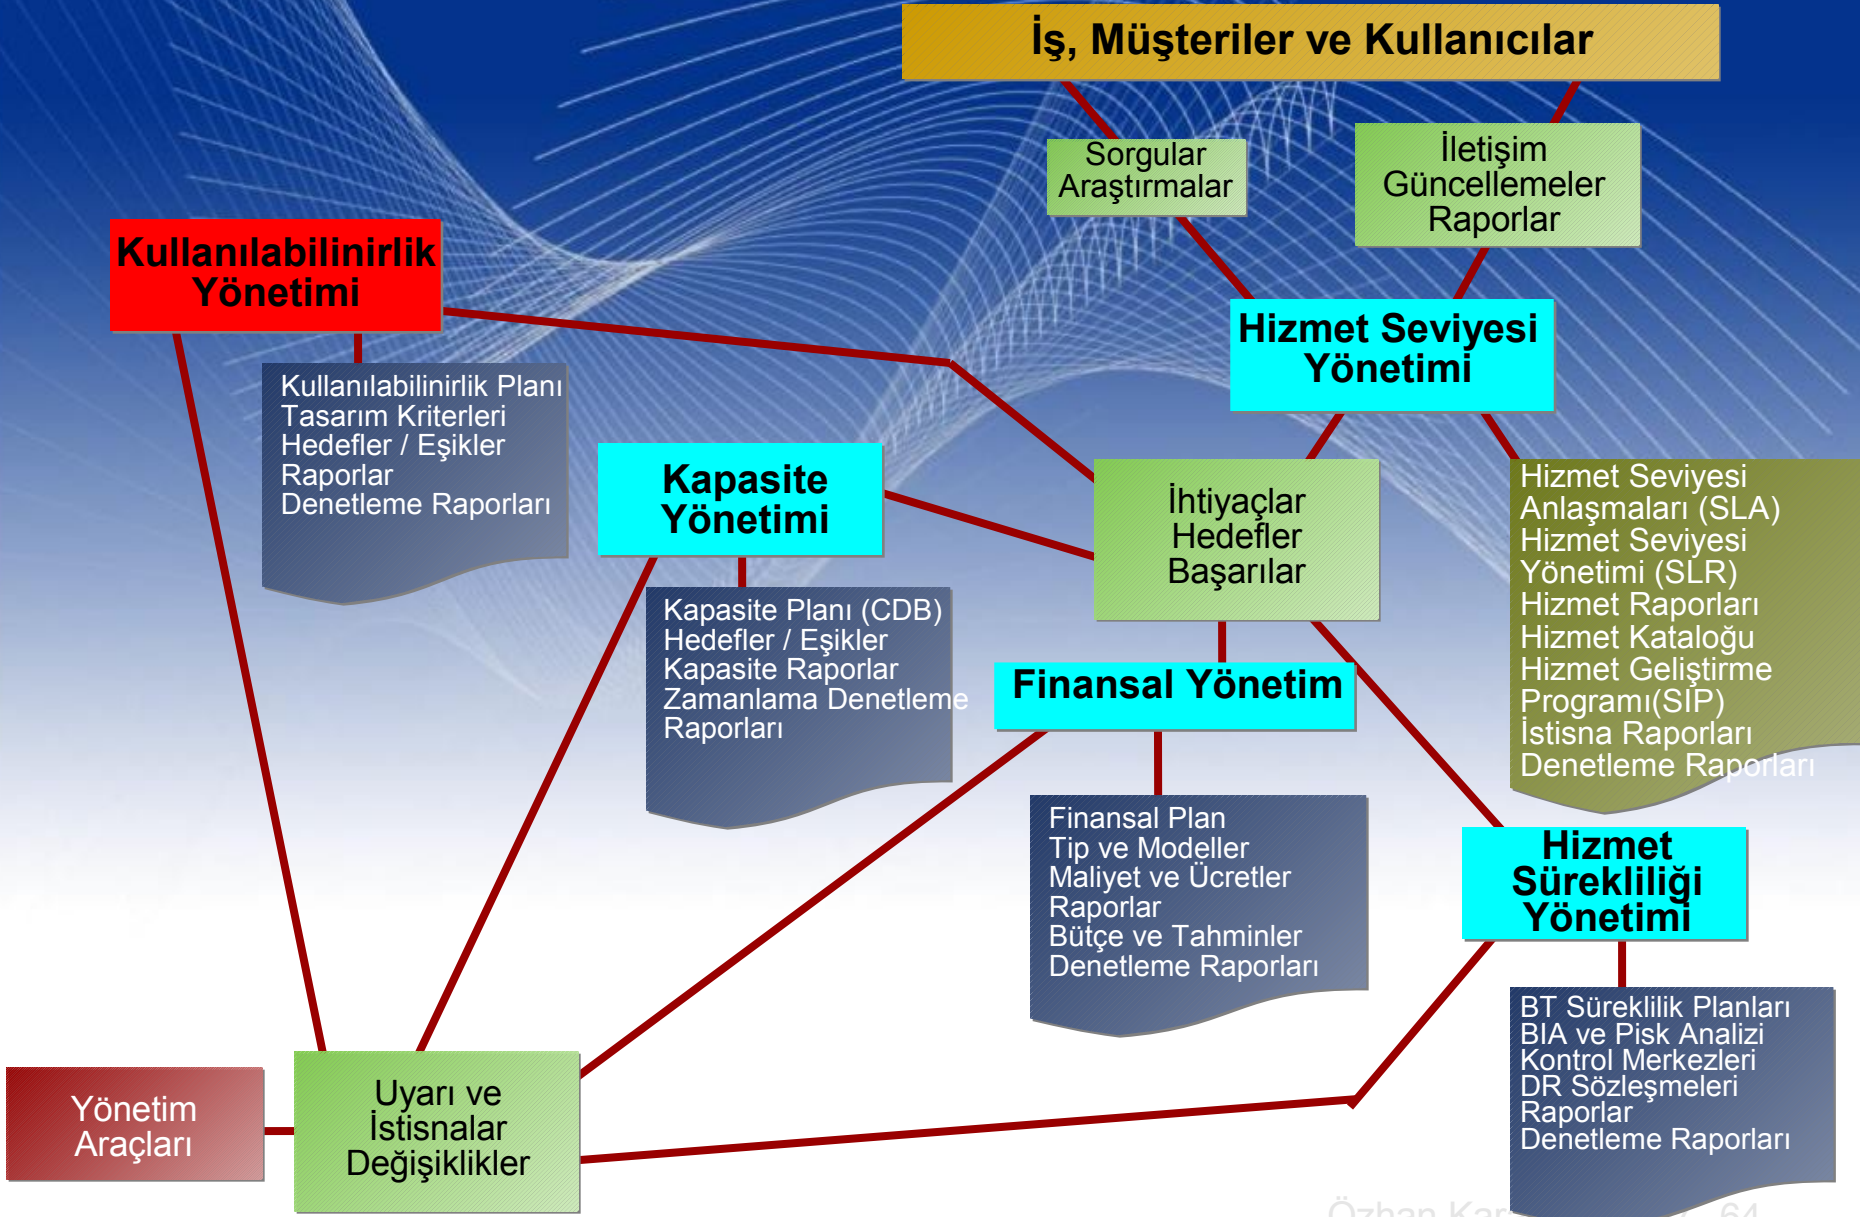 İş, Müşteriler ve Kullanıcılar
Sorgular
Araştırmalar
İletişim
Güncellemeler
Raporlar
Kullanılabilinirlik
Yönetimi
Hizmet Seviyesi
Yönetimi
Kullanılabilinirlik Planı
Tasarım Kriterleri
Hedefler / Eşikler
Raporlar
Denetleme Raporları
Kapasite
Yönetimi
İhtiyaçlar
Hedefler
Başarılar
Hizmet Seviyesi
Anlaşmaları (SLA)
Hizmet Seviyesi
Yönetimi (SLR)
Hizmet Raporları
Hizmet Kataloğu
Hizmet Geliştirme
Programı(SIP)
İstisna Raporları
Denetleme Raporları
Kapasite Planı (CDB)
Hedefler / Eşikler
Kapasite Raporlar
Zamanlama Denetleme
Raporları
Finansal Yönetim
Finansal Plan
Tip ve Modeller
Maliyet ve Ücretler
Raporlar
Bütçe ve Tahminler
Denetleme Raporları
Hizmet
Sürekliliği
Yönetimi
BT Süreklilik Planları
BIA ve Pisk Analizi
Kontrol Merkezleri
DR Sözleşmeleri
Raporlar
Denetleme Raporları
Yönetim
Araçları
Uyarı ve
İstisnalar
Değişiklikler
Özhan 64